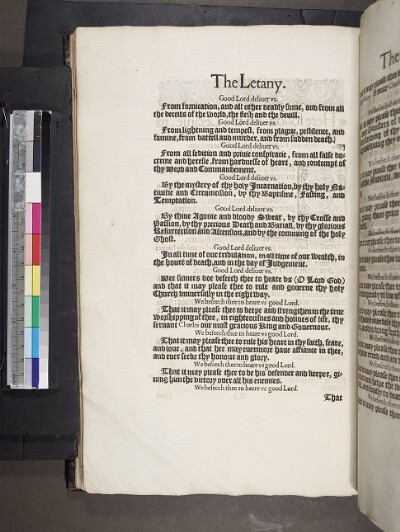 The Letany.
Good Lord deliuer vs.
From fornication, and all other deadly sinne, and from all
the deceits of the world, the flesh and the deuill.
Good Lord deliuer vs.
From lightning and tempest, from plague, pestilence, and
famine, from battell and murder, and from sudden death.
Good Lord deliuer vs.
From all sedition and priuie conspiracie, from all false do-
ctrine and heresie, from hardnesse of heart, and contempt of
thy word and Commandement.
Good Lord deliuer vs.
By the mystery of thy holy Incarnation, by thy holy Na-
tiuitie and Circumcision, by thy Baptisme, Fasting, and
Temptation.
Good Lord deliuer vs.
By thine Agonie and bloody Sweat, by thy Crosse and
Passion, by thy precious Death and Buriall, by thy glorious
Resurrection and Ascension, and by the comming of the holy
Ghost.
Good Lord deliuer vs.
In all time of our tribulation, in all time of our wealth, in
the houre of death, and in the day of Iudgement.
Good Lord deliuer vs.
Wee sinners doe beseech thee to heare vs (O Lord God)
and that it may please thee to rule and gouerne thy holy
Church vniuersally in the right way.
We beseech thee to heare vs good Lord.
That it may please thee to keepe and strengthen in the true
worshipping of thee, in righteousnes and holines of life, thy
seruant Charles our most gracious King and Gouernour.
We beseech thee to heare vs good Lord.
That it may please thee to rule his heart in thy faith, feare,
and loue, and that hee may euermore haue affiance in thee,
and euer seeke thy honour and glory.
We beseech thee to heare vs good Lord.
That it may please thee to be his defender and keeper, gi-
uing him the victory ouer all his enemies.
We beseech thee to heare vs good Lord.
That